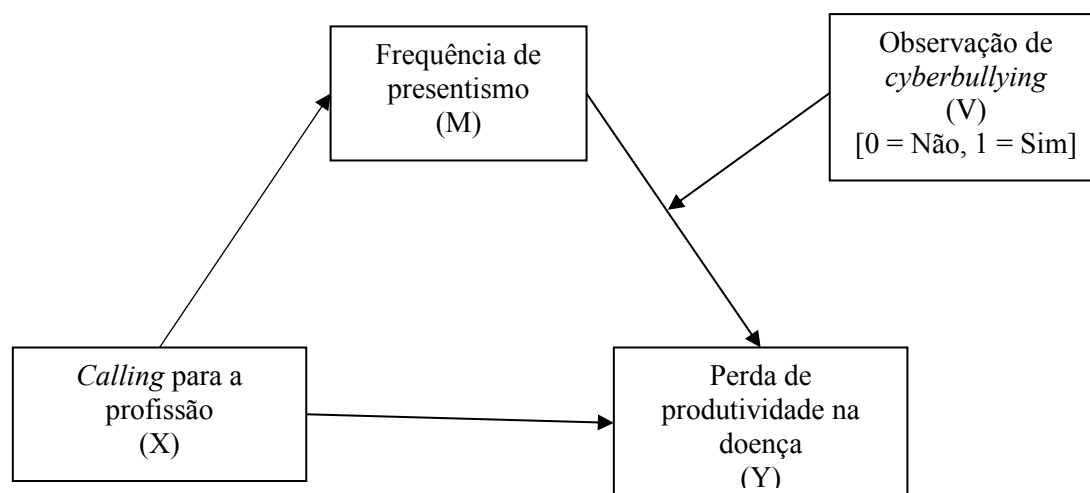 Frequência de
presentismo
(M)
Observação de
cyberbullying
(V)
[0 = Não, 1 = Sim]
Calling para a
profissão
(X)
Perda de
produtividade na
doença
(Y)